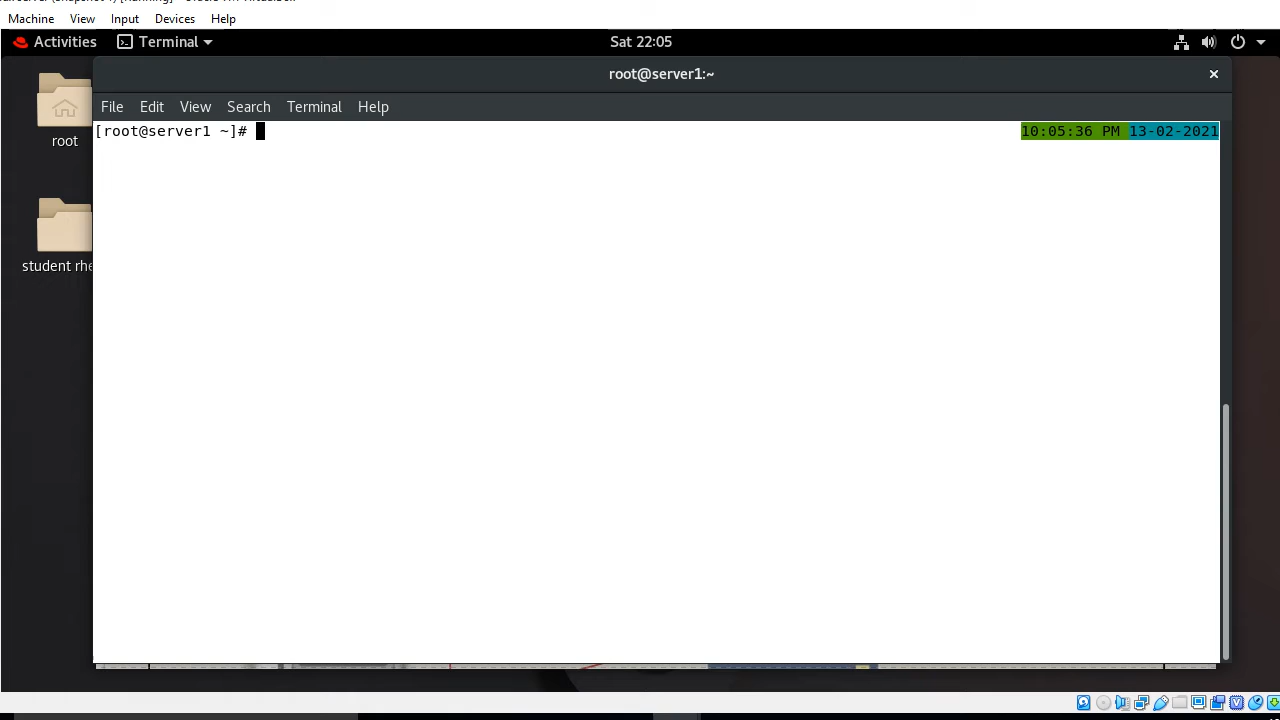 Machine View Input Devices Help
Activities Terminal Sat 22:05
root@server1:~
File Edit View Search Terminal Help
[root@server1 ~]# 10:05:36 PM 13-02-2021
root
student rhe